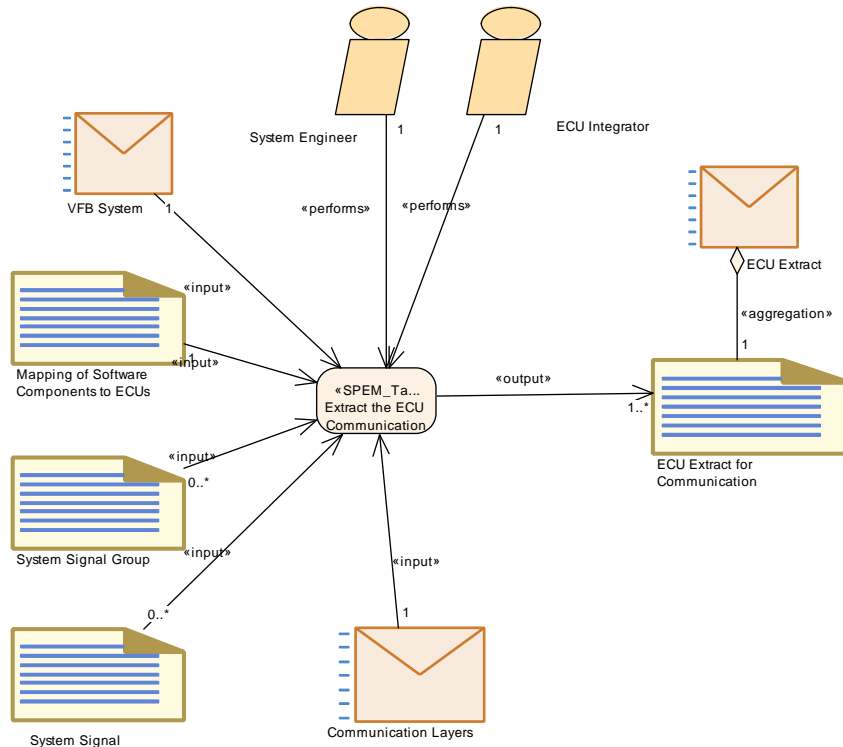 System Engineer
1
1
ECU Integrator
VFB System
1
«performs»
«performs»
ECU Extract
«input»
«aggregation»
1
1
«input»
Mapping of Software
Components to ECUs
«SPEM_Ta...
Extract the ECU
Communication
«output»
1..*
«input»
0..*
ECU Extract for
Communication
System Signal Group
«input»
«input»
0..*
1
System Signal
Communication Layers